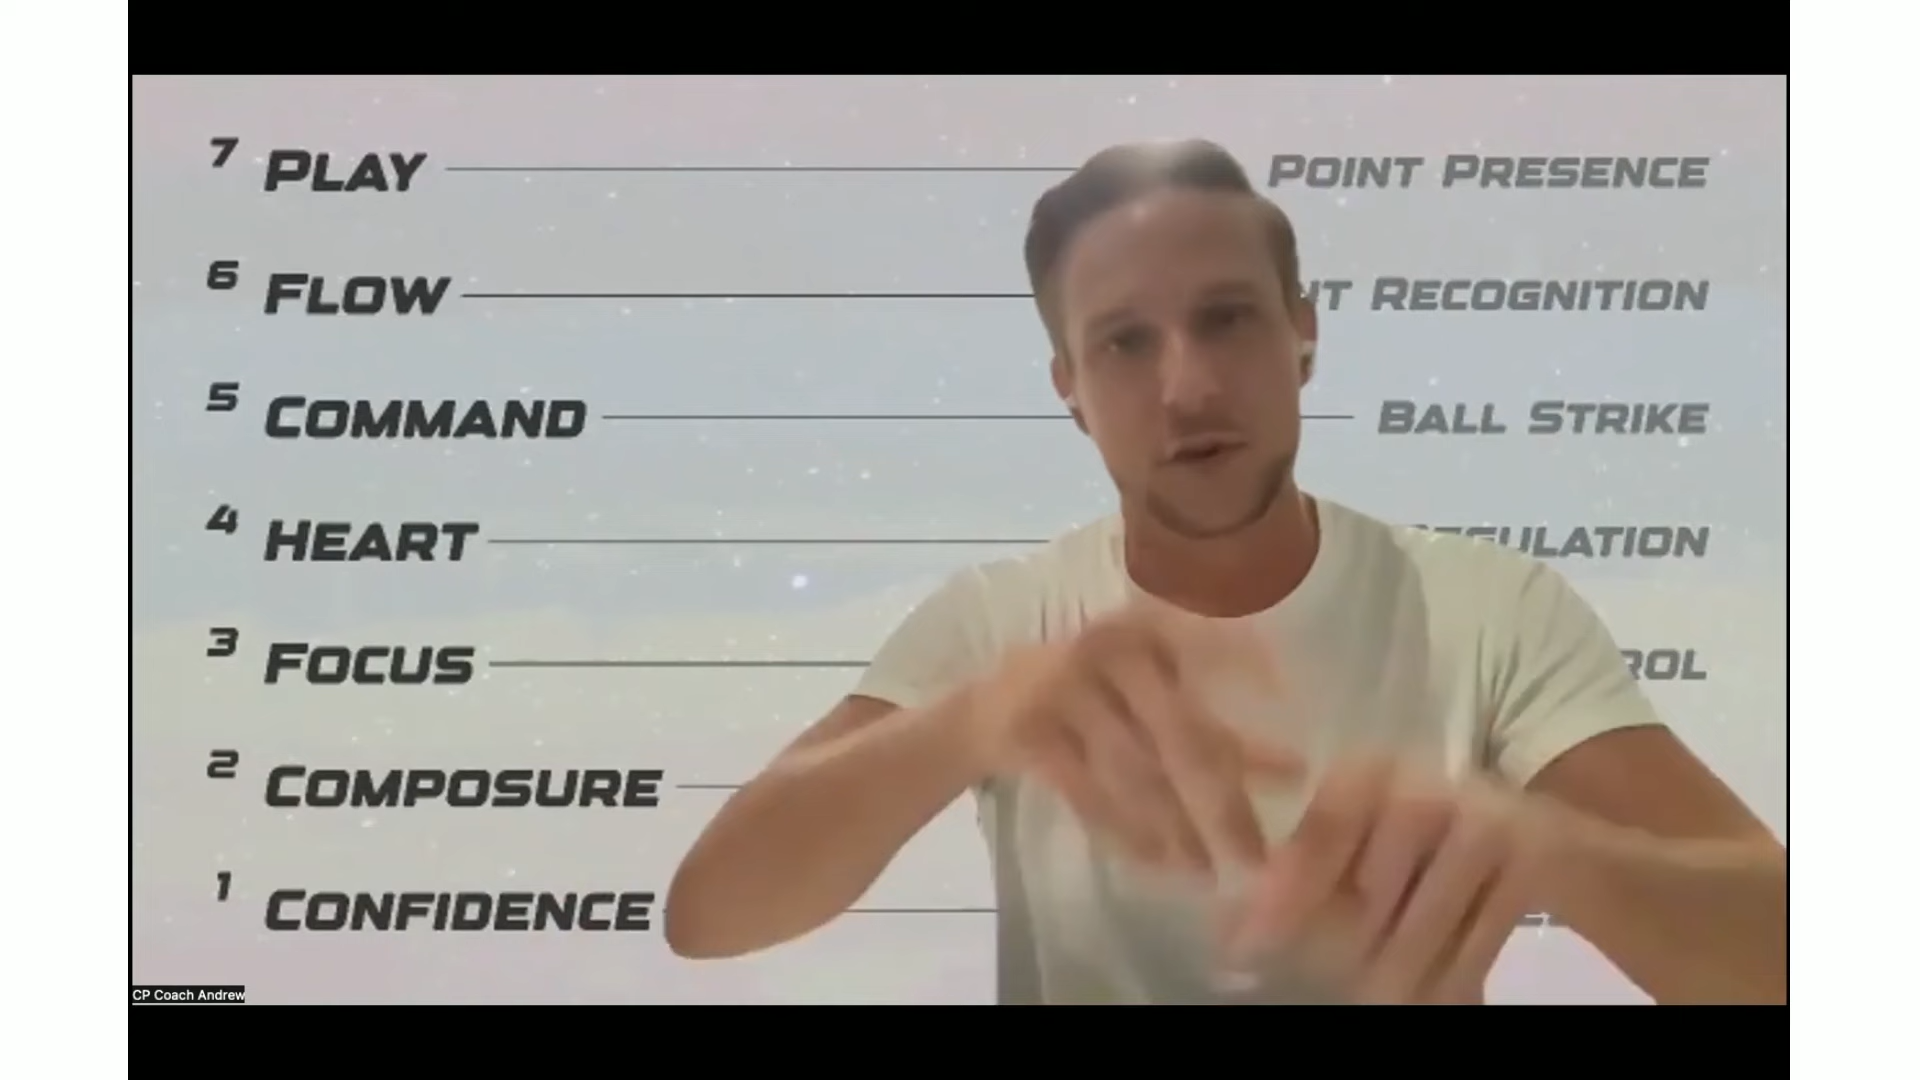 7 PLAY POINT PRESENCE
6 FLOW RECOGNITION
5 COMMAND BALL STRIKE
4 HEART
3 FOCUS
2 COMPOSURE
1 CONFIDENCE
CP Coach Andrew